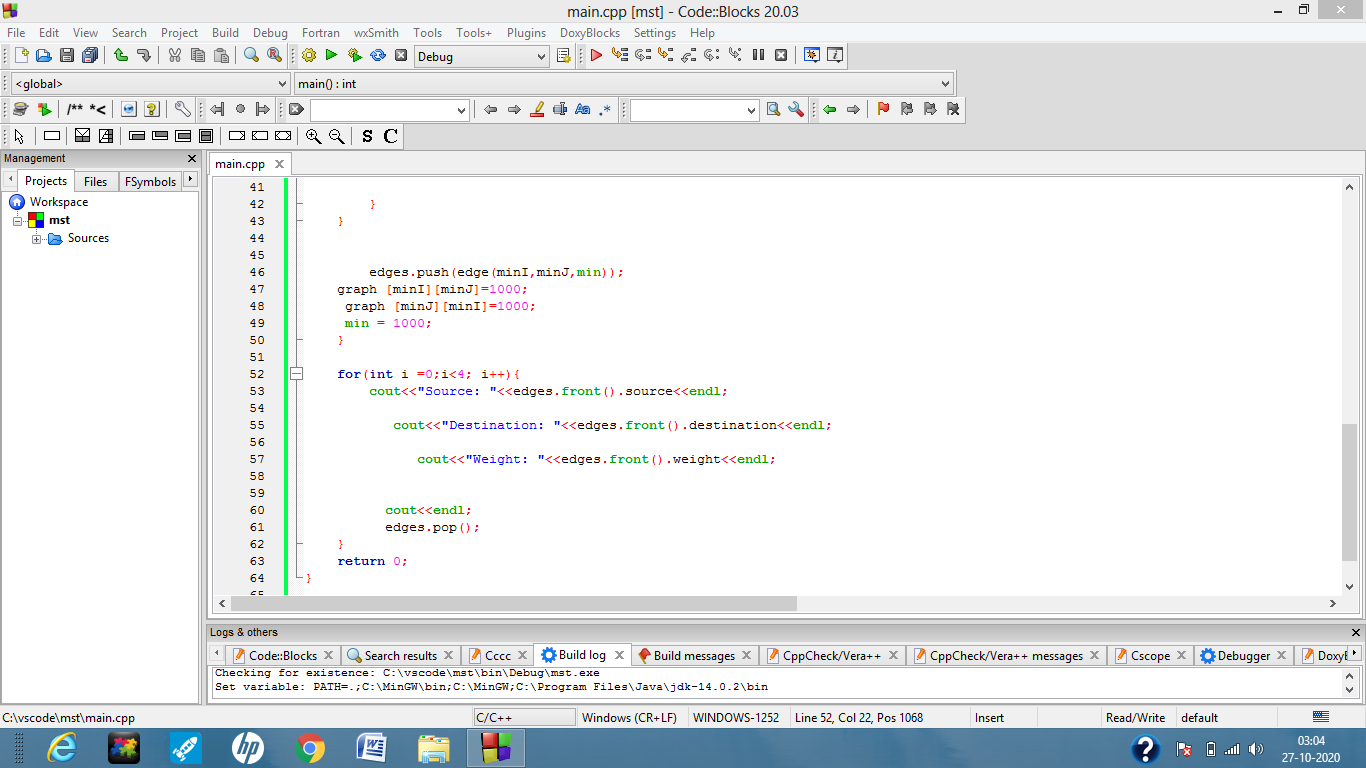 main.cpp [mst] - Code::Blocks 20.03
File Edit View Search Project Build Debug Fortran wxSmith Tools Tools+ Plugins DoxyBlocks Settings Help
Debug
<global> main() : int
/** *<
Aa .*
S C
Management
main.cpp
Projects Files FSymbols
Workspace
mst
Sources
41
42 }
43 }
44
45
46 edges.push(edge(minI,minJ,min));
47 graph [minI][minJ]=1000;
48 graph [minJ][minI]=1000;
49 min = 1000;
50 }
51
52 for(int i =0;i<4; i++){
53 cout<<"Source: "<<edges.front().source<<endl;
54
55 cout<<"Destination: "<<edges.front().destination<<endl;
56
57 cout<<"Weight: "<<edges.front().weight<<endl;
58
59
60 cout<<endl;
61 edges.pop();
62 }
63 return 0;
64 }
65
Logs & others
Code::Blocks Search results Cccc Build log Build messages CppCheck/Vera++ CppCheck/Vera++ messages Cscope Debugger DoxyB
Checking for existence: C:\vscode\mst\bin\Debug\mst.exe
Set variable: PATH=.;C:\MinGW\bin;C:\MinGW;C:\Program Files\Java\jdk-14.0.2\bin
C:\vscode\mst\main.cpp C/C++ Windows (CR+LF) WINDOWS-1252 Line 52, Col 22, Pos 1068 Insert Read/Write default
hp
03:04
27-10-2020